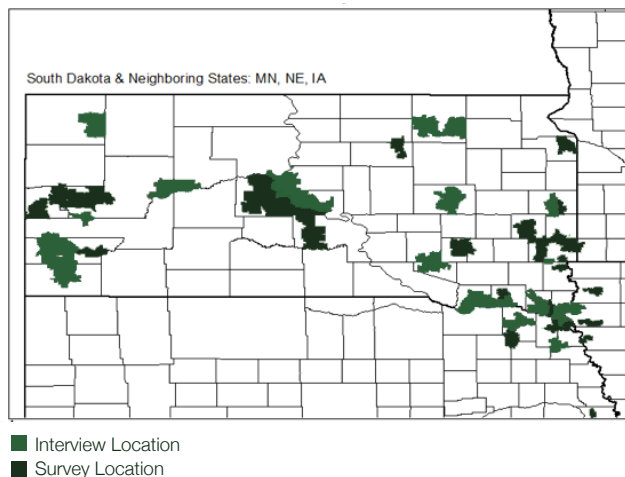 South Dakota & Neighboring States: MN, NE, IA
Interview Location
Survey Location